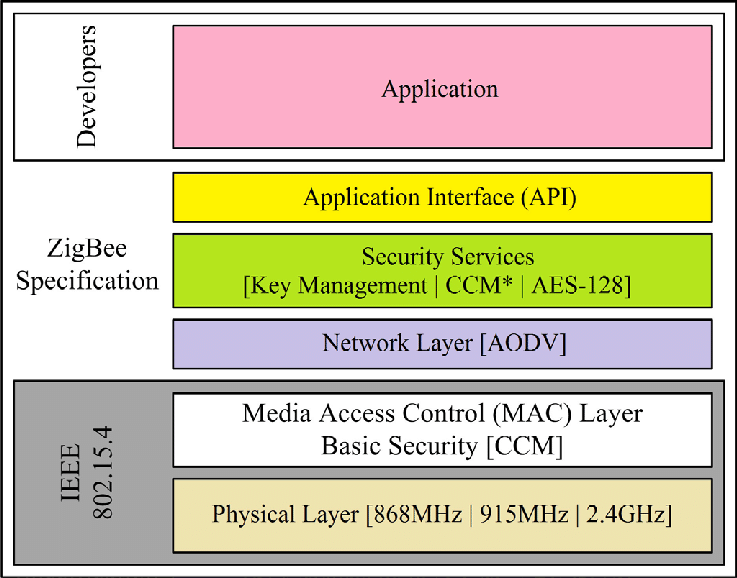 Developers
Application
ZigBee
Specification
Application Interface (API)
Security Services
[Key Management | CCM* | AES-128]
Network Layer [AODV]
IEEE
802.15.4
Media Access Control (MAC) Layer
Basic Security [CCM]
Physical Layer [868MHz | 915MHz | 2.4GHz]